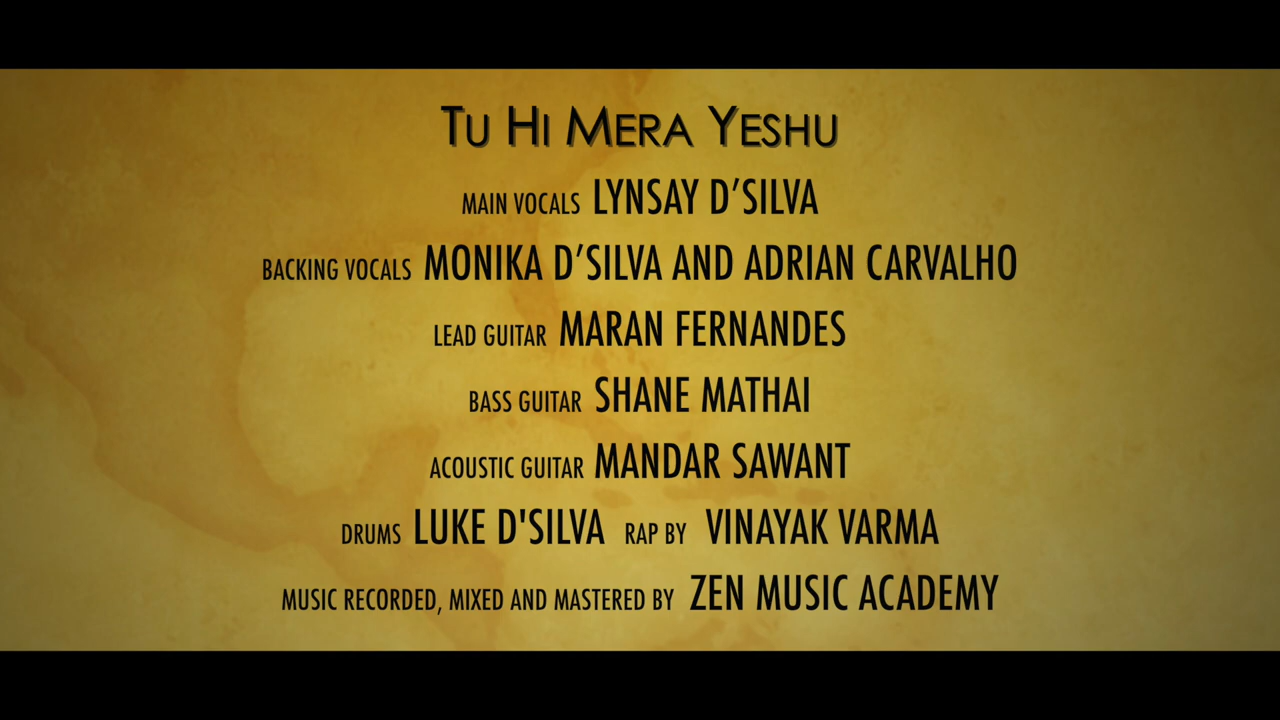 Tu Hi Mera Yeshu
MAIN VOCALS LYNSAY D’SILVA
BACKING VOCALS MONIKA D’SILVA AND ADRIAN CARVALHO
LEAD GUITAR MARAN FERNANDES
BASS GUITAR SHANE MATHAI
ACOUSTIC GUITAR MANDAR SAWANT
DRUMS LUKE D'SILVA RAP BY VINAYAK VARMA
MUSIC RECORDED, MIXED AND MASTERED BY ZEN MUSIC ACADEMY